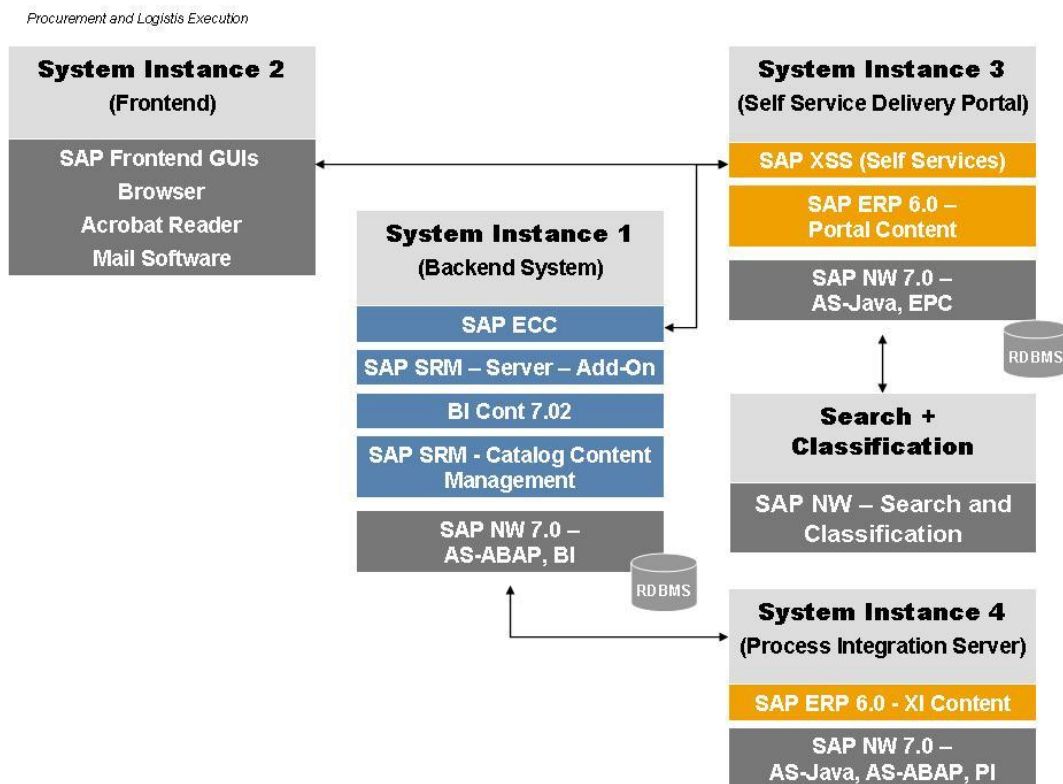 Procurement and Logistis Execution
System Instance 2
(Frontend)
SAP Frontend GUIs
Browser
Acrobat Reader
Mail Software
System Instance 1
(Backend System)
SAP ECC
SAP SRM – Server – Add-On
BI Cont 7.02
SAP SRM - Catalog Content
Management
SAP NW 7.0 –
AS-ABAP, BI
RDBMS
System Instance 3
(Self Service Delivery Portal)
SAP XSS (Self Services)
SAP ERP 6.0 –
Portal Content
SAP NW 7.0 –
AS-Java, EPC
RDBMS
Search +
Classification
SAP NW – Search and
Classification
System Instance 4
(Process Integration Server)
SAP ERP 6.0 - XI Content
SAP NW 7.0 –
AS-Java, AS-ABAP, PI